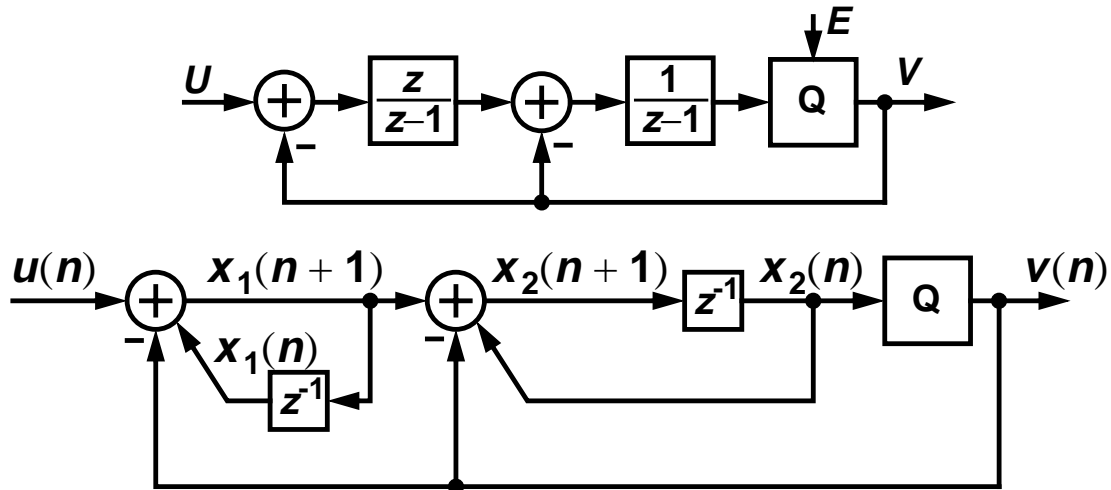 E
U
+
z
z–1
+
1
z–1
Q
V
–
–
u(n)
+
x1(n + 1)
+
x2(n + 1)
z-1
x2(n)
Q
v(n)
–
x1(n)
–
z-1